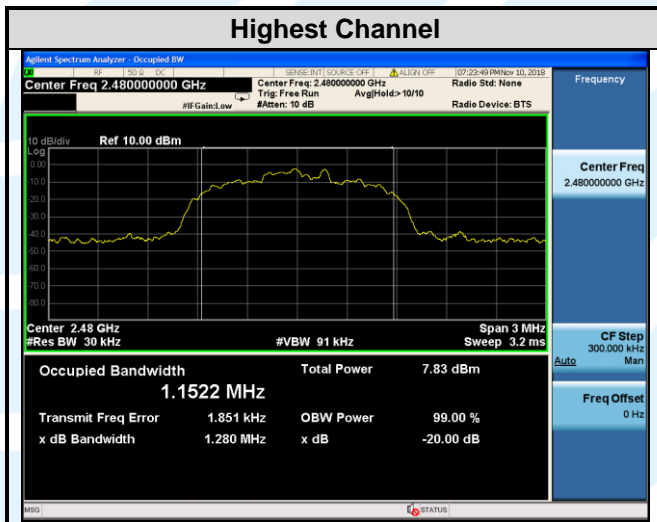 Highest Channel
Agilent Spectrum Analyzer - Occupied BW
RF 50 Ω DC SENSE:INT SOURCE OFF ALIGN OFF 07:23:49 PM Nov 10, 2018
Center Freq 2.480000000 GHz
Center Freq: 2.480000000 GHz
Radio Std: None
Trig: Free Run Avg|Hold:> 10/10
#IFGain:Low #Atten: 10 dB Radio Device: BTS
10 dB/div Ref 10.00 dBm
Log
0.00
-10.0
-20.0
-30.0
-40.0
-50.0
-60.0
-70.0
-80.0
Center 2.48 GHz Span 3 MHz
#Res BW 30 kHz #VBW 91 kHz Sweep 3.2 ms
Occupied Bandwidth Total Power 7.83 dBm
1.1522 MHz
Transmit Freq Error 1.851 kHz OBW Power 99.00 %
x dB Bandwidth 1.280 MHz x dB -20.00 dB
Frequency
Center Freq
2.480000000 GHz
CF Step
300.000 kHz
Auto Man
Freq Offset
0 Hz
MSG STATUS